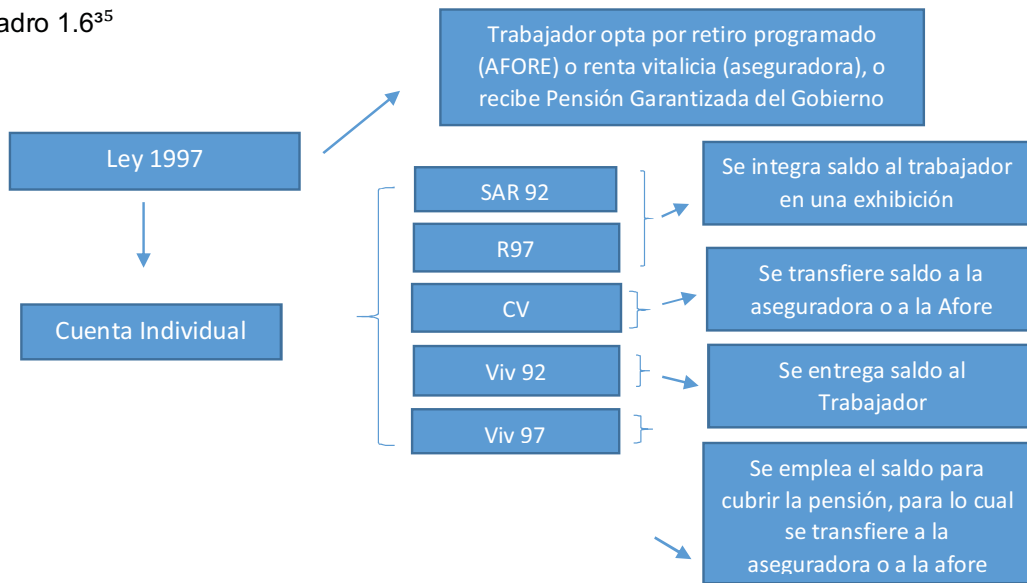 adro 1.6³⁵
Trabajador opta por retiro programado
(AFORE) o renta vitalicia (aseguradora), o
recibe Pensión Garantizada del Gobierno
Ley 1997
Cuenta Individual
SAR 92
R97
CV
Viv 92
Viv 97
Se integra saldo al trabajador
en una exhibición
Se transfiere saldo a la
aseguradora o a la Afore
Se entrega saldo al
Trabajador
Se emplea el saldo para
cubrir la pensión, para lo cual
se transfiere a la
aseguradora o a la afore